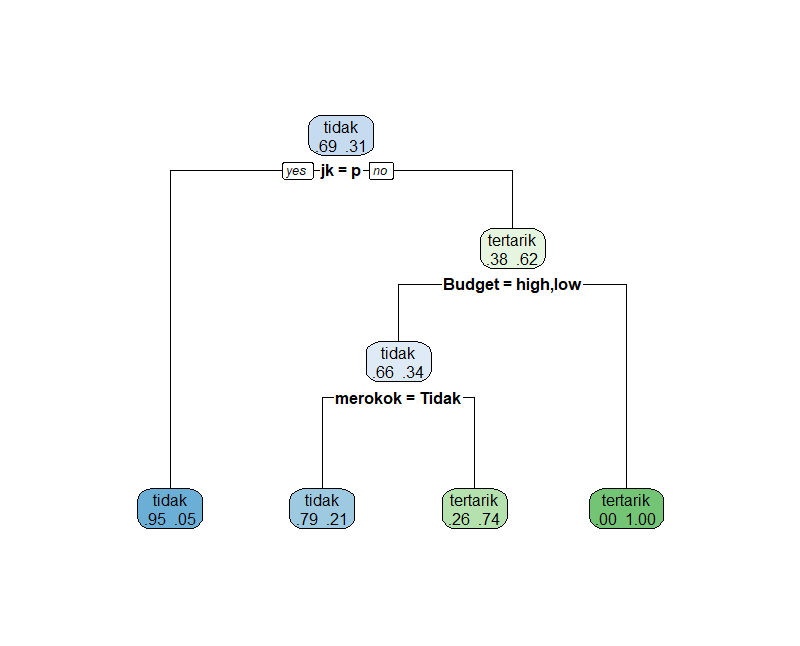 tidak
.69 .31
yes jk = p no
tertarik
.38 .62
Budget = high,low
tidak
.66 .34
merokok = Tidak
tidak
.95 .05
tidak
.79 .21
tertarik
.26 .74
tertarik
.00 1.00